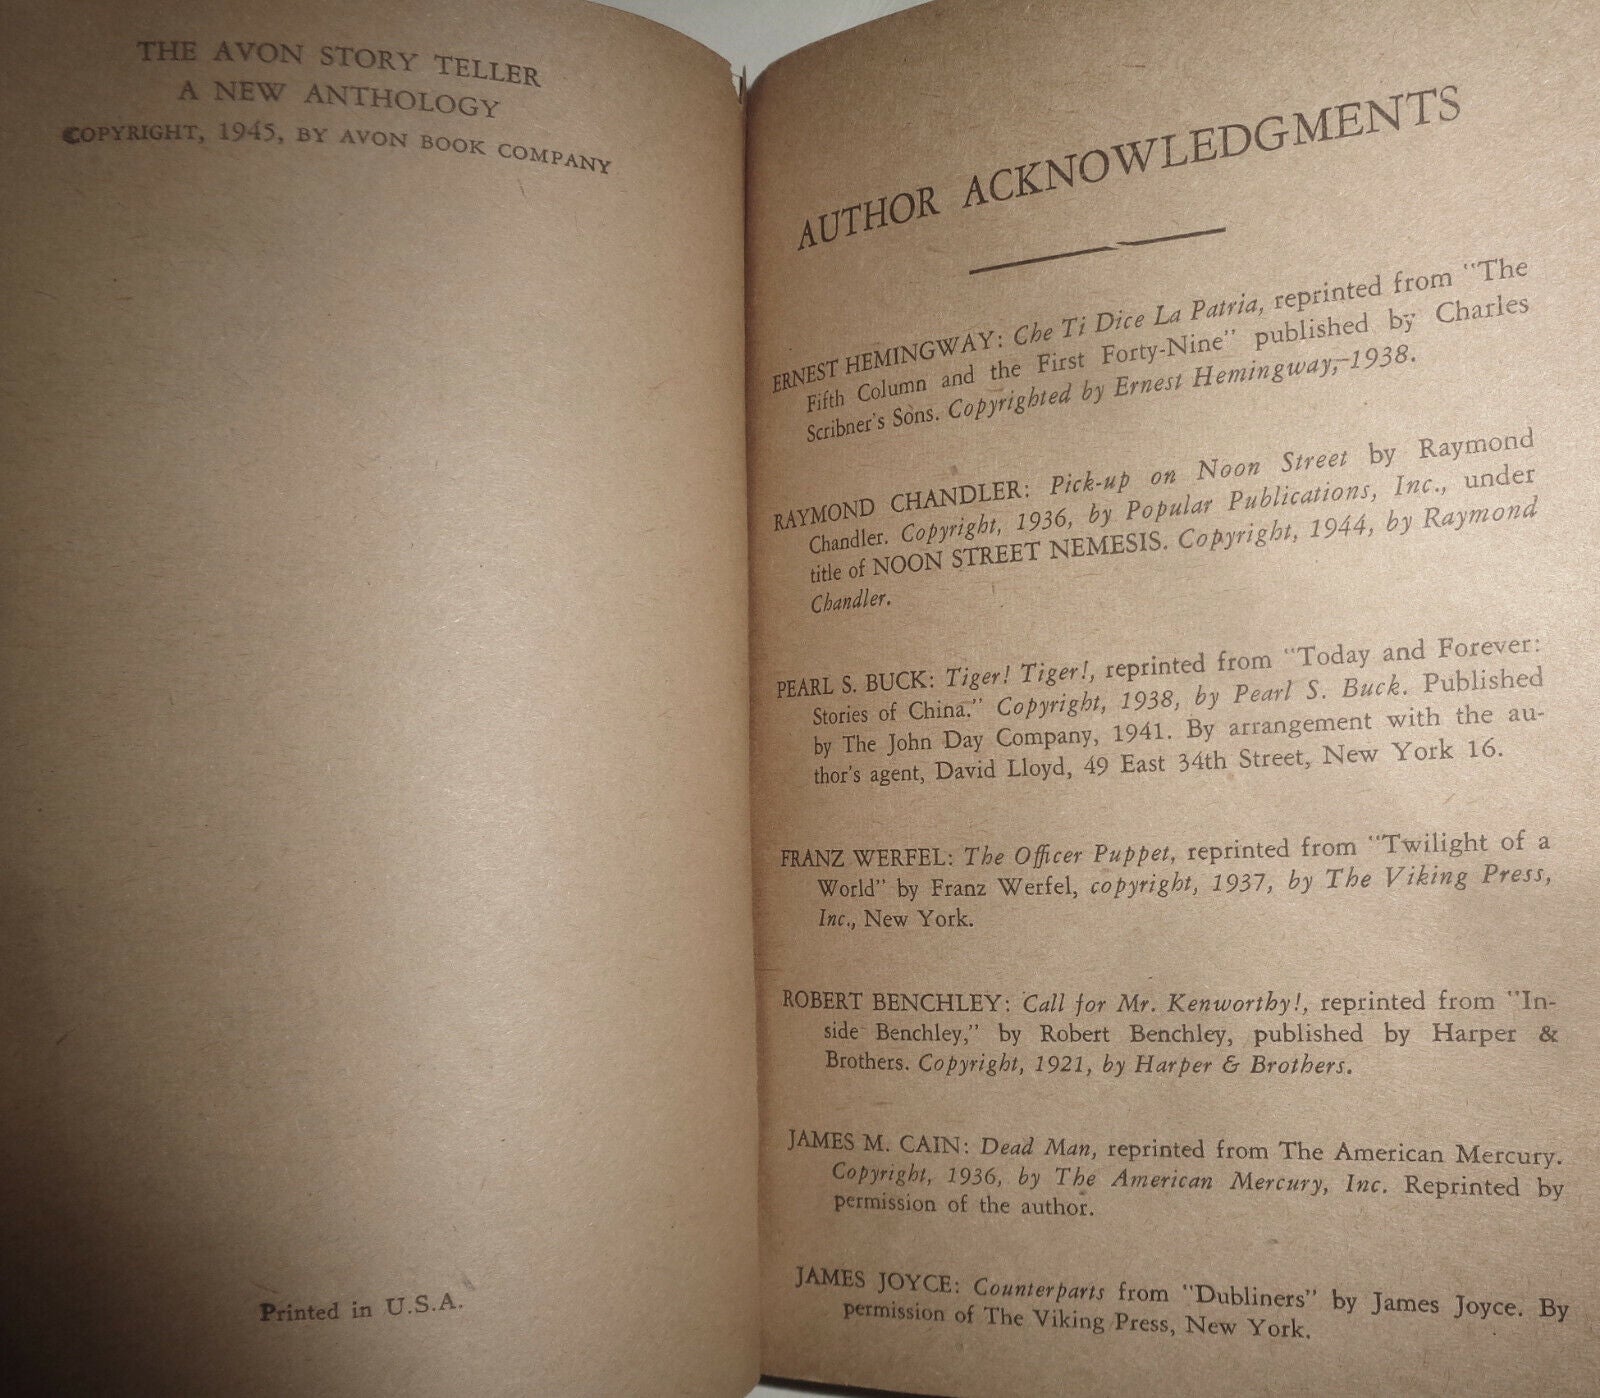 THE AVON STORY TELLER
A NEW ANTHOLOGY
COPYRIGHT, 1945, BY AVON BOOK COMPANY
Printed in U.S.A.
AUTHOR ACKNOWLEDGMENTS
ERNEST HEMINGWAY: Che Ti Dice La Patria, reprinted from "The
Fifth Column and the First Forty-Nine" published by Charles
Scribner's Sons. Copyrighted by Ernest Hemingway, 1938.
RAYMOND CHANDLER: Pick-up on Noon Street by Raymond
Chandler. Copyright, 1936, by Popular Publications, Inc., under
title of NOON STREET NEMESIS. Copyright, 1944, by Raymond
Chandler.
PEARL S. BUCK: Tiger! Tiger!, reprinted from "Today and Forever:
Stories of China." Copyright, 1938, by Pearl S. Buck. Published
by The John Day Company, 1941. By arrangement with the au-
thor's agent, David Lloyd, 49 East 34th Street, New York 16.
FRANZ WERFEL: The Officer Puppet, reprinted from "Twilight of a
World" by Franz Werfel, copyright, 1937, by The Viking Press,
Inc., New York.
ROBERT BENCHLEY: Call for Mr. Kenworthy!, reprinted from "In-
side Benchley," by Robert Benchley, published by Harper &
Brothers. Copyright, 1921, by Harper & Brothers.
JAMES M. CAIN: Dead Man, reprinted from The American Mercury.
Copyright, 1936, by The American Mercury, Inc. Reprinted by
permission of the author.
JAMES JOYCE: Counterparts from "Dubliners" by James Joyce. By
permission of The Viking Press, New York.